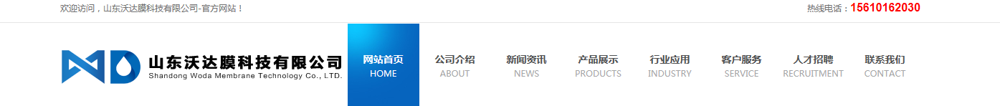 欢迎访问，山东沃达膜科技有限公司-官方网站！
热线电话：15610162030
山东沃达膜科技有限公司
Shandong Woda Membrane Technology Co., LTD.
网站首页
HOME
公司介绍
ABOUT
新闻资讯
NEWS
产品展示
PRODUCTS
行业应用
INDUSTRY
客户服务
SERVICE
人才招聘
RECRUITMENT
联系我们
CONTACT